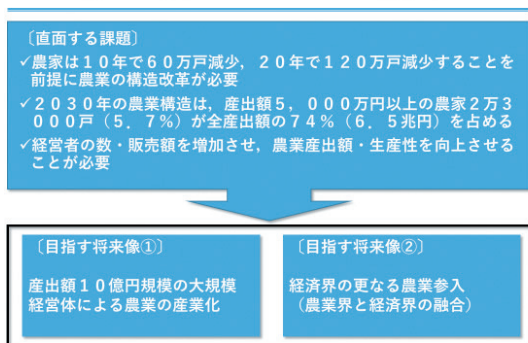 〔直面する課題〕
✓農家は１０年で６０万戸減少，２０年で１２０万戸減少することを
前提に農業の構造改革が必要
✓２０３０年の農業構造は，産出額５，０００万円以上の農家２万３
０００戸（５．７％）が全産出額の７４％（６．５兆円）を占める
✓経営者の数・販売額を増加させ，農業産出額・生産性を向上させる
ことが必要
〔目指す将来像①〕
産出額１０億円規模の大規模
経営体による農業の産業化
〔目指す将来像②〕
経済界の更なる農業参入
（農業界と経済界の融合）